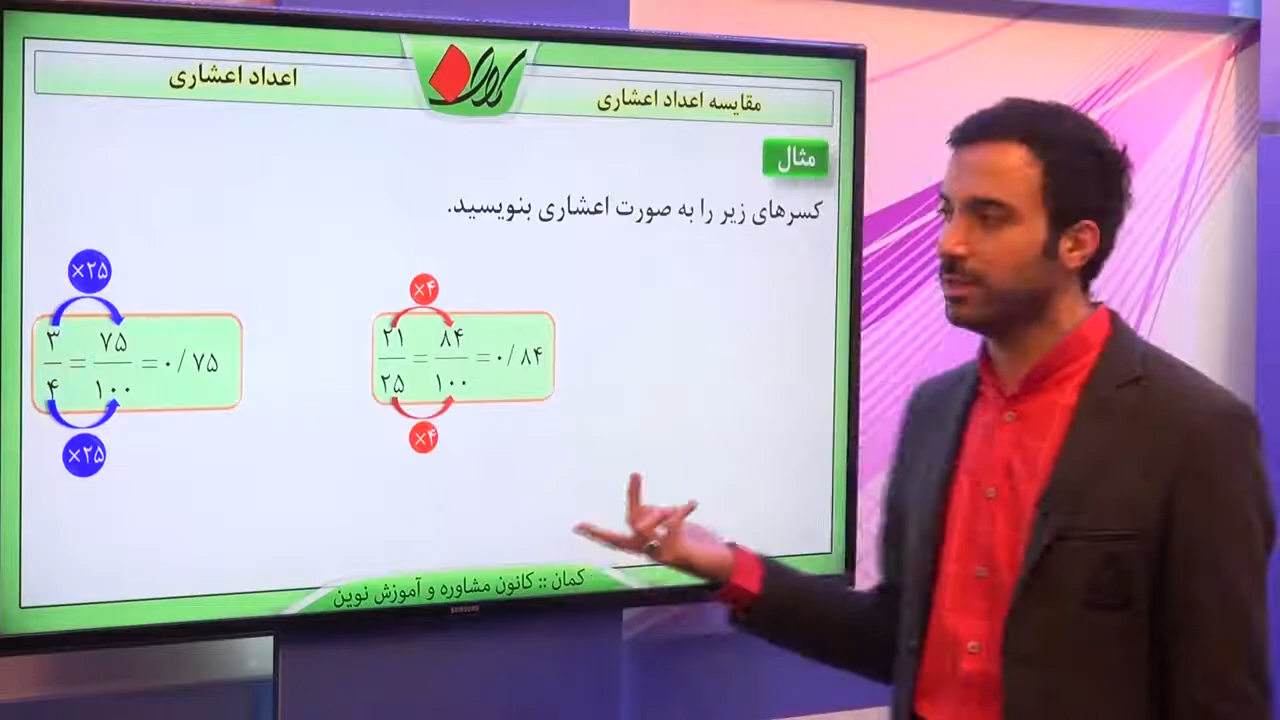 مقایسه اعداد اعشاری
اعداد اعشاری
کمان
مثال
کسرهای زیر را به صورت اعشاری بنویسید.
×۴
۲۱/۲۵ = ۸۴/۱۰۰ = ۰/۸۴
×۴
×۲۵
۳/۴ = ۷۵/۱۰۰ = ۰/۷۵
×۲۵
کمان :: کانون مشاوره و آموزش نوین
SAMSUNG